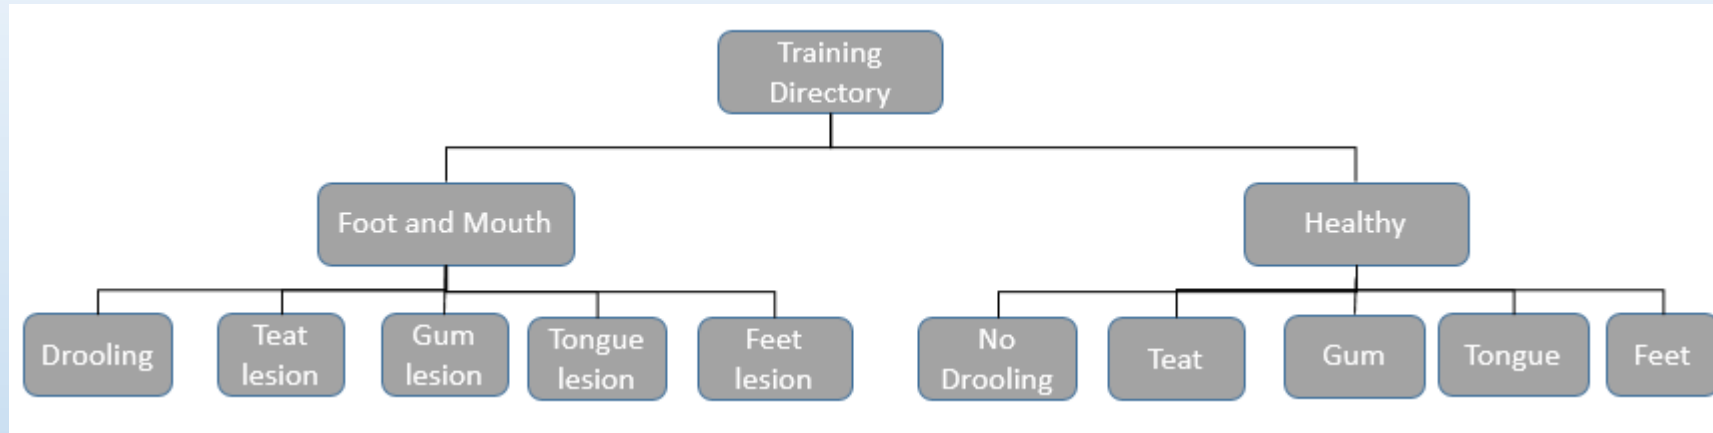 Training
Directory
Foot and Mouth
Healthy
Drooling
Teat
lesion
Gum
lesion
Tongue
lesion
Feet
lesion
No
Drooling
Teat
Gum
Tongue
Feet